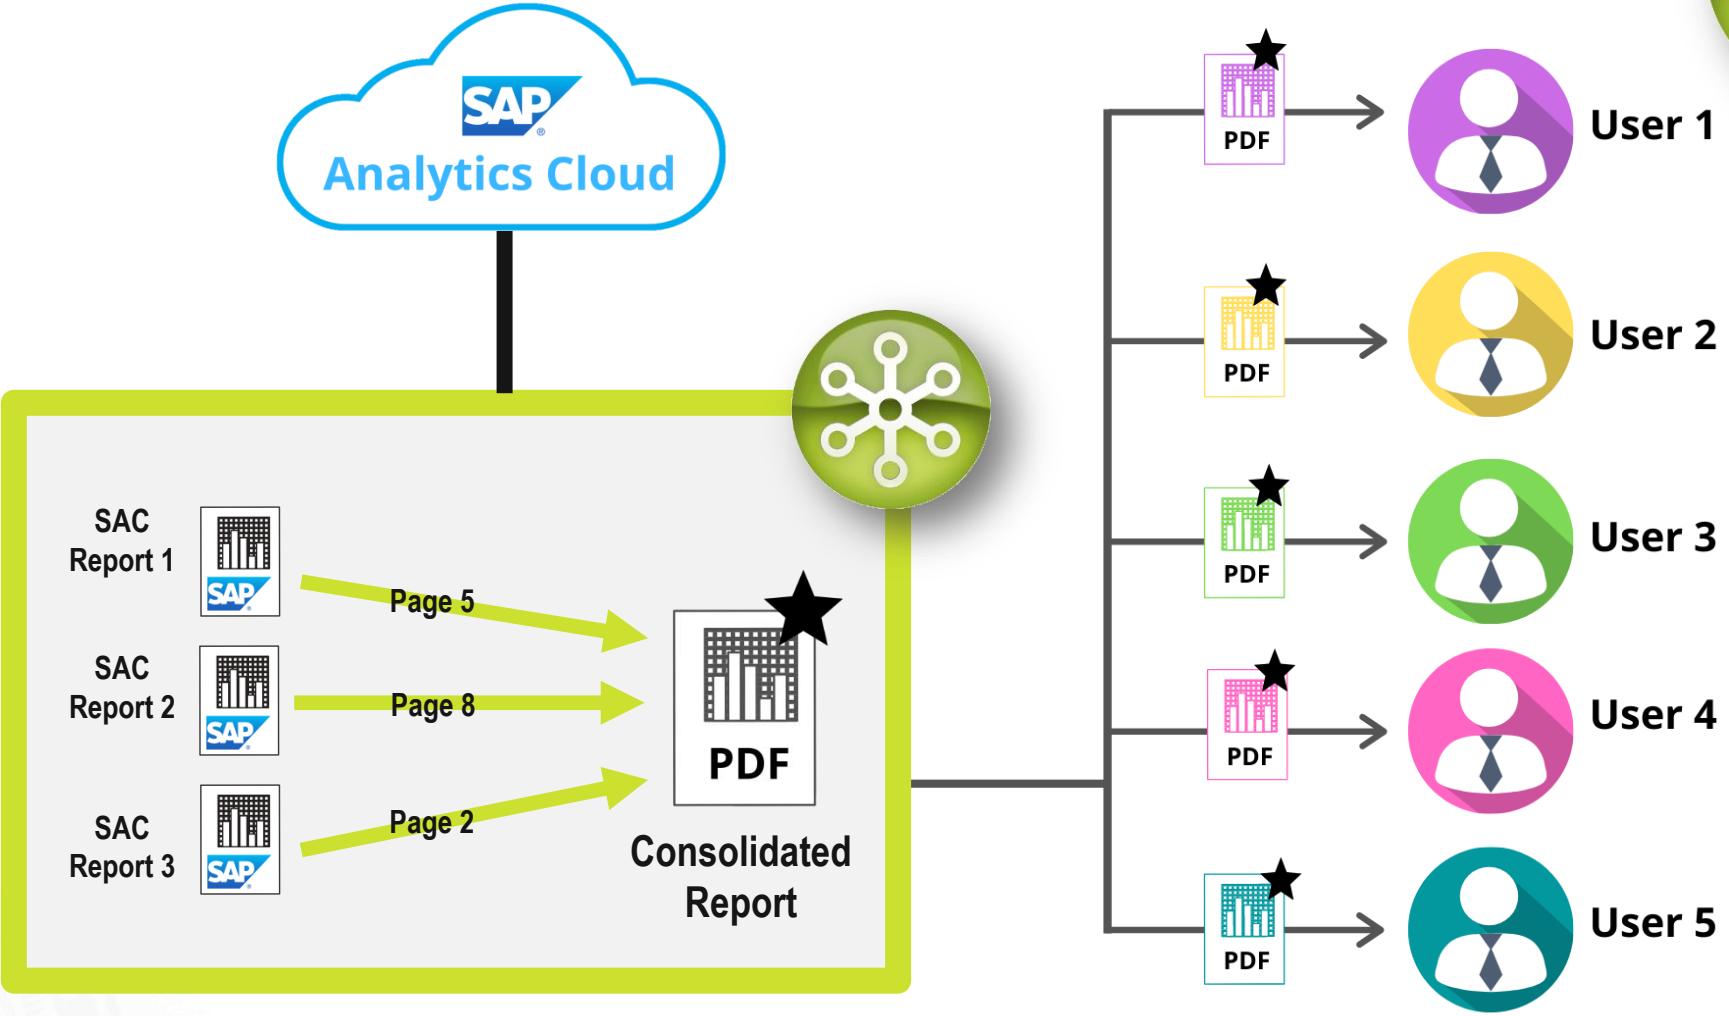 SAP
®
Analytics Cloud
SAC
Report 1
SAP
Page 5
SAC
Report 2
SAP
Page 8
SAC
Report 3
SAP
Page 2
PDF
Consolidated
Report
PDF
User 1
PDF
User 2
PDF
User 3
PDF
User 4
PDF
User 5